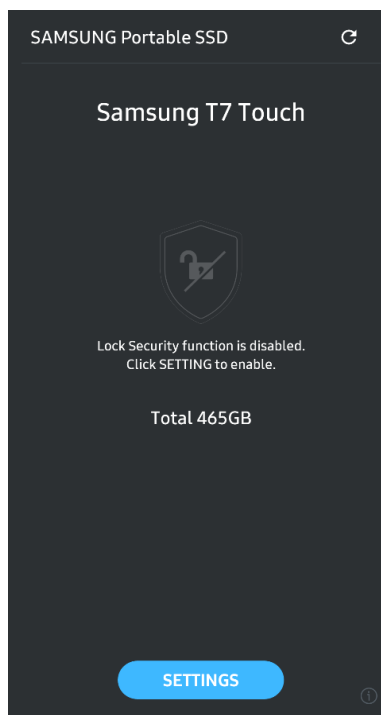 SAMSUNG Portable SSD
Samsung T7 Touch
Lock Security function is disabled.
Click SETTING to enable.
Total 465GB
SETTINGS